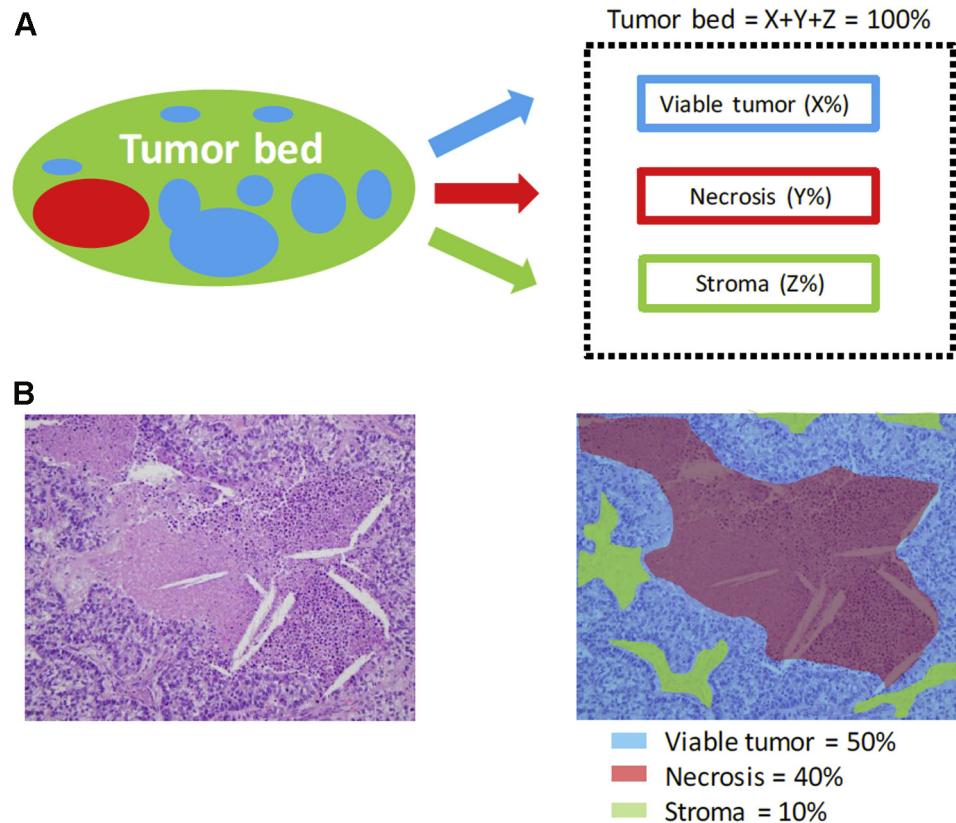 A
Tumor bed = X+Y+Z = 100%
Tumor bed
Viable tumor (X%)
Necrosis (Y%)
Stroma (Z%)
B
Viable tumor = 50%
Necrosis = 40%
Stroma = 10%